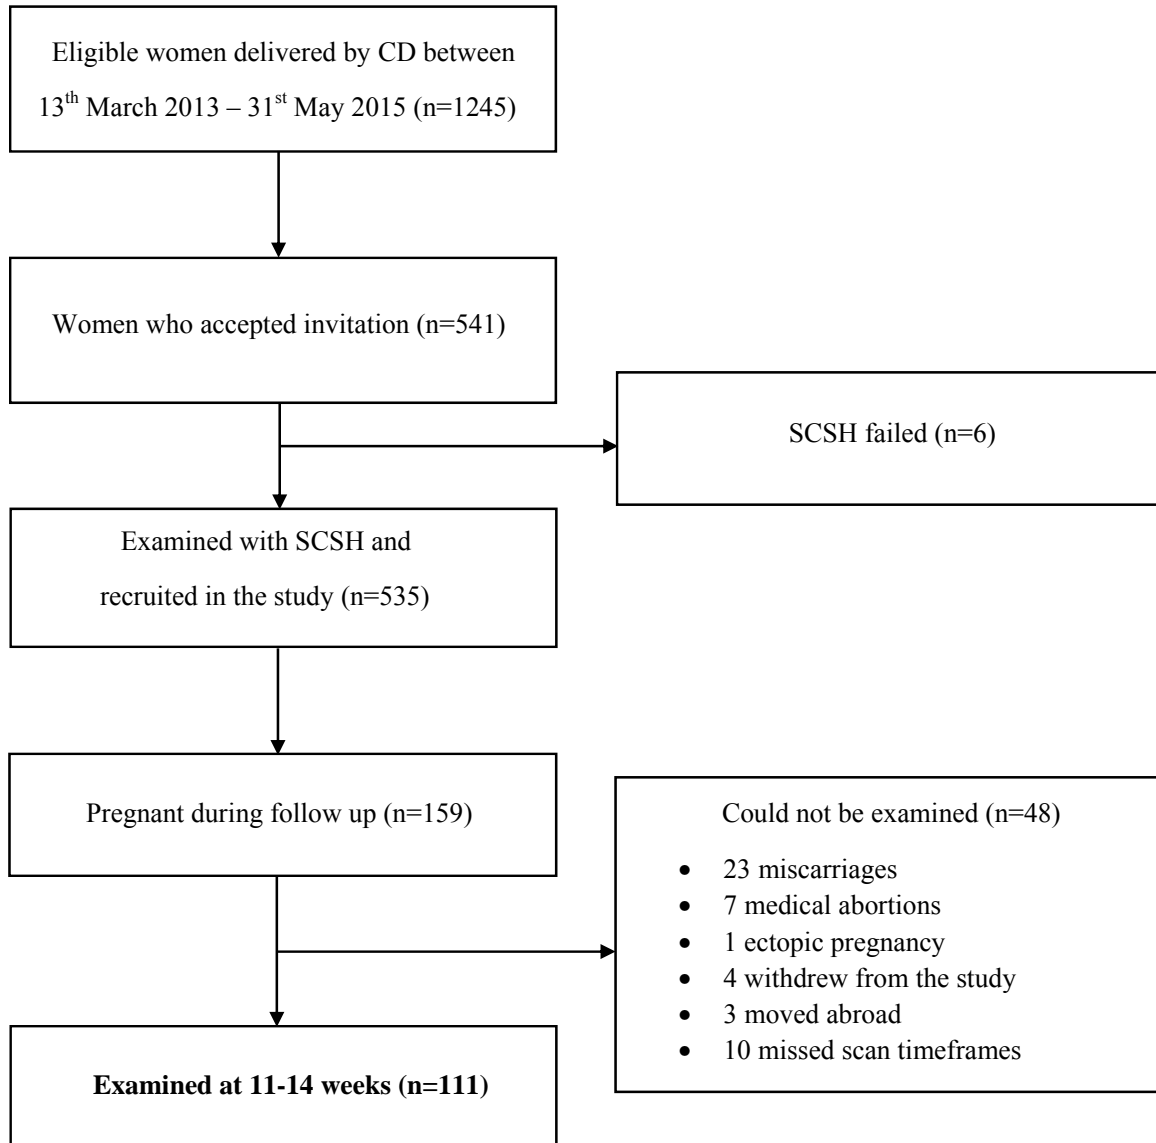 Eligible women delivered by CD between
13th March 2013 – 31st May 2015 (n=1245)
Women who accepted invitation (n=541)
SCSH failed (n=6)
Examined with SCSH and
recruited in the study (n=535)
Pregnant during follow up (n=159)
Could not be examined (n=48)
• 23 miscarriages
• 7 medical abortions
• 1 ectopic pregnancy
• 4 withdrew from the study
• 3 moved abroad
• 10 missed scan timeframes
Examined at 11-14 weeks (n=111)